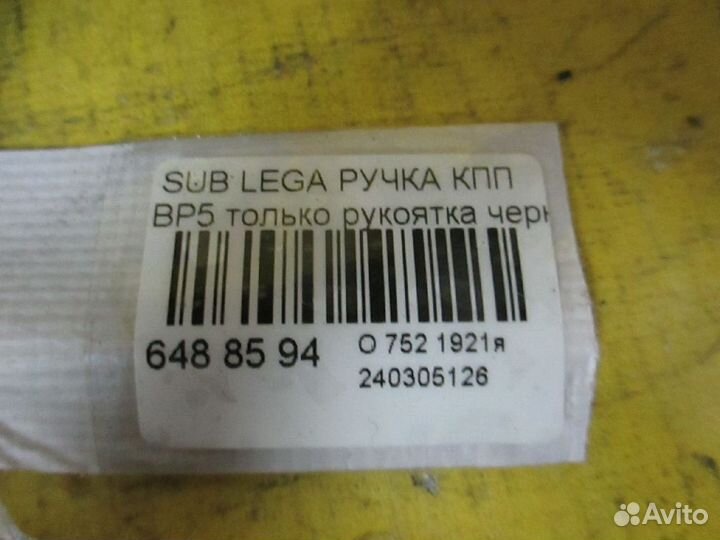 SUB LEGA РУЧКА КПП
BP5 только рукоятка черн
648 85 94
О 752 1921я
240305126
Avito